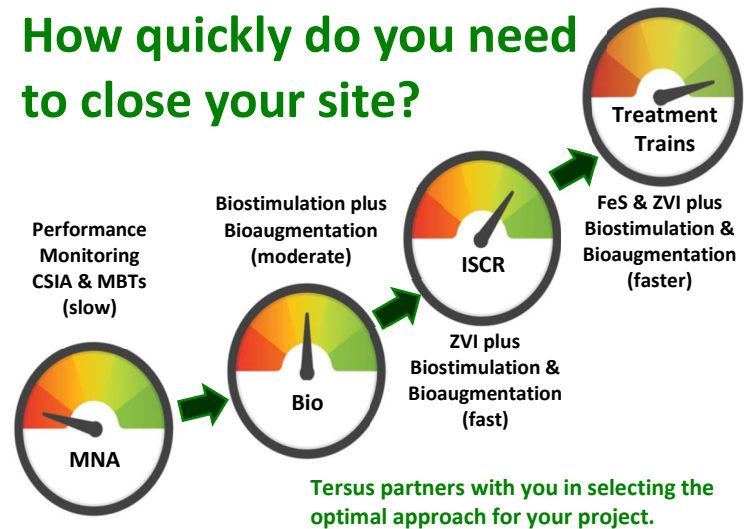 How quickly do you need
to close your site?
Performance
Monitoring
CSIA & MBTs
(slow)
MNA
Biostimulation plus
Bioaugmentation
(moderate)
Bio
ISCR
ZVI plus
Biostimulation &
Bioaugmentation
(fast)
Treatment
Trains
FeS & ZVI plus
Biostimulation &
Bioaugmentation
(faster)
Tersus partners with you in selecting the
optimal approach for your project.